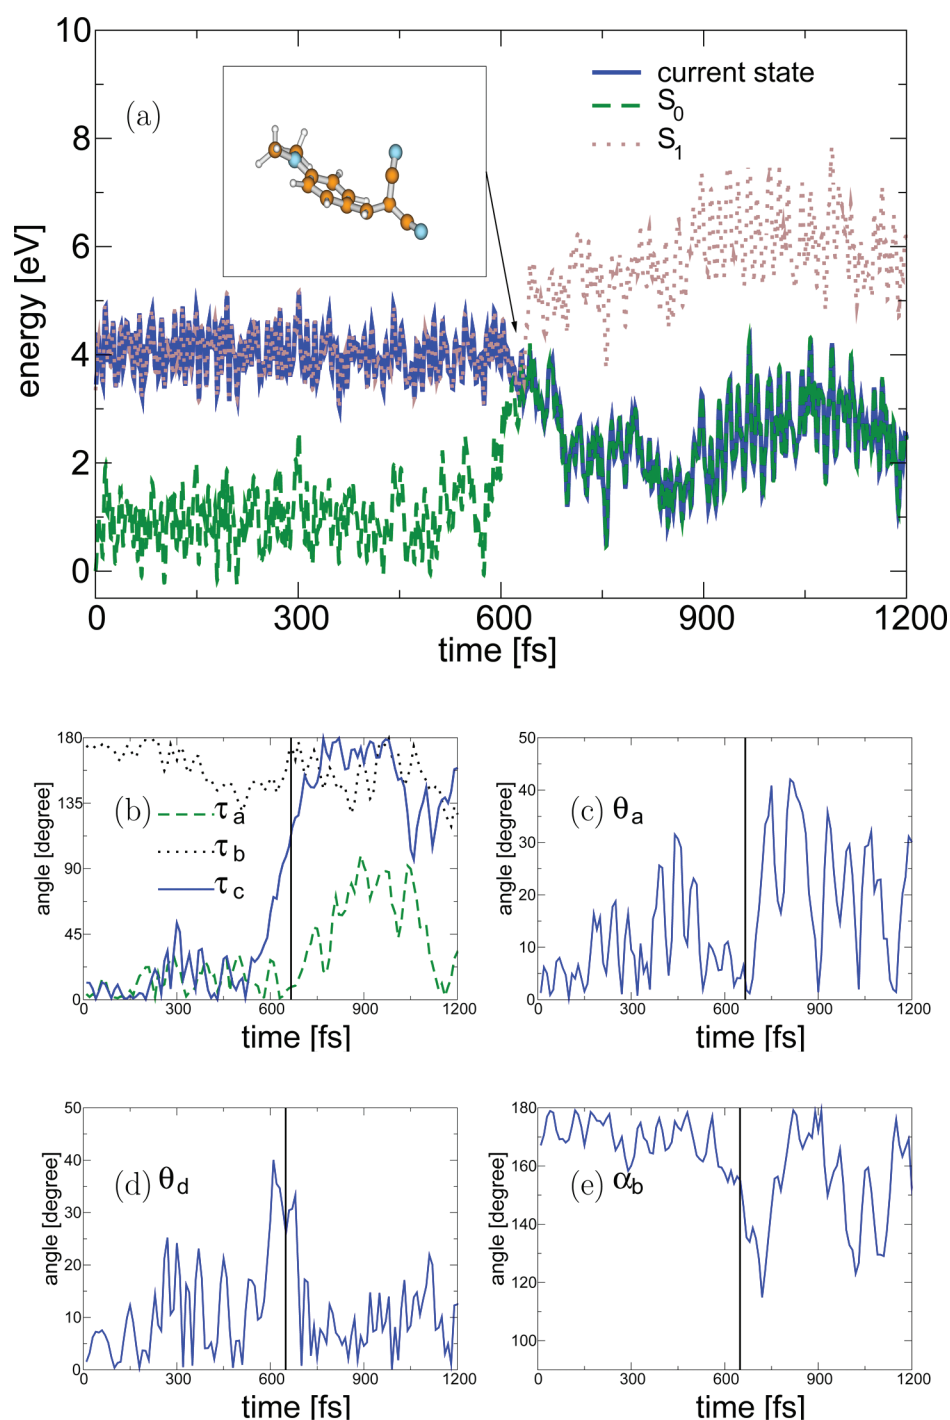 10
8
6
4
2
0
energy [eV]
(a)
current state
S0
S1
0 300 600 900 1200
time [fs]
180
135
90
45
0
angle [degree]
(b)
τa
τb
τc
0 300 600 900 1200
time [fs]
50
40
30
20
10
0
angle [degree]
(c) θa
0 300 600 900 1200
time [fs]
50
40
30
20
10
0
angle [degree]
(d) θd
0 300 600 900 1200
time [fs]
180
160
140
120
100
angle [degree]
(e) αb
0 300 600 900 1200
time [fs]